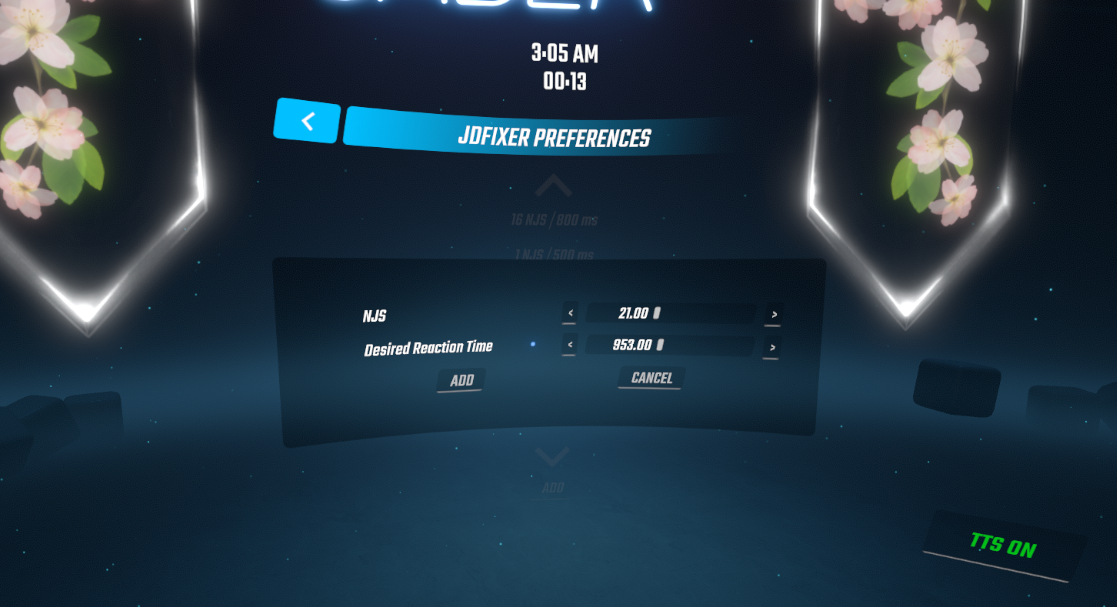 3:05 AM
00:13
<
JDFIXER PREFERENCES
16 NJS / 800 ms
1 NJS / 500 ms
NJS < 21.00 >
Desired Reaction Time < 953.00 >
ADD CANCEL
ADD
TTS ON